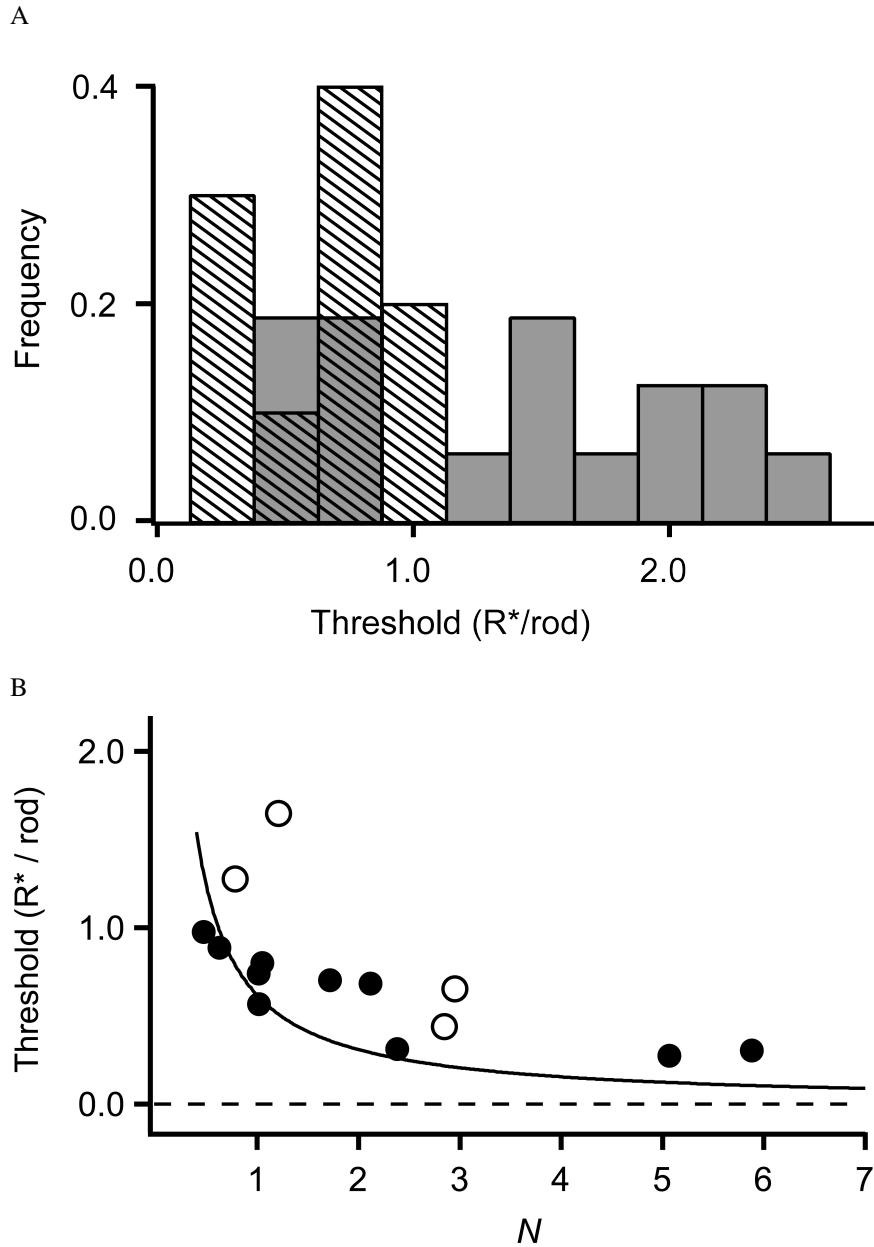 A
0.4
0.2
0.0
Frequency
0.0 1.0 2.0
Threshold (R*/rod)
B
2.0
1.0
0.0
Threshold (R* / rod)
1 2 3 4 5 6 7
N